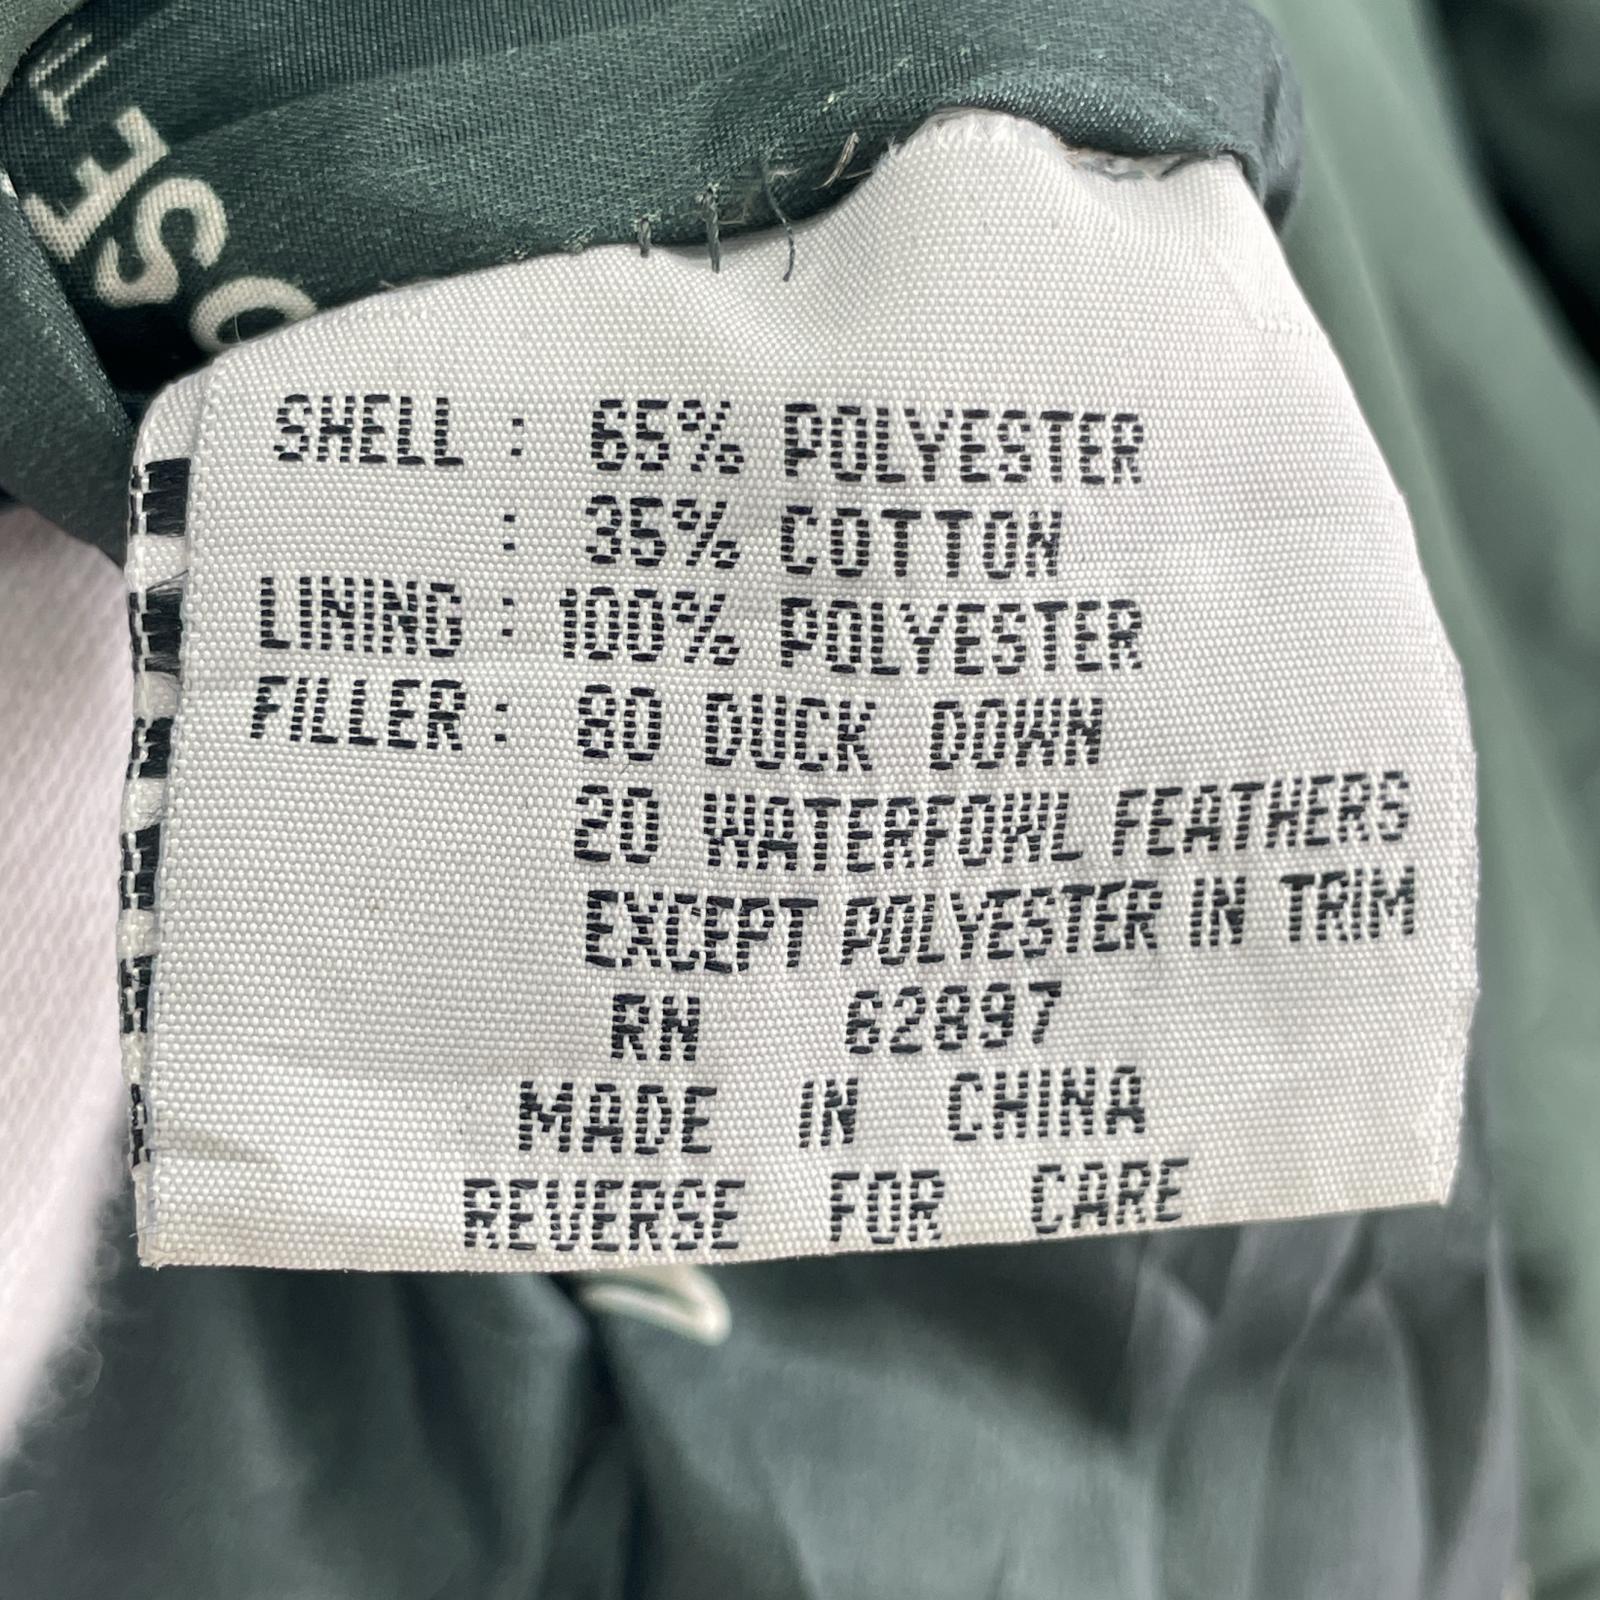 SHELL : 65% POLYESTER
: 35% COTTON
LINING : 100% POLYESTER
FILLER : 80 DUCK DOWN
20 WATERFOWL FEATHERS
EXCEPT POLYESTER IN TRIM
RN 62897
MADE IN CHINA
REVERSE FOR CARE